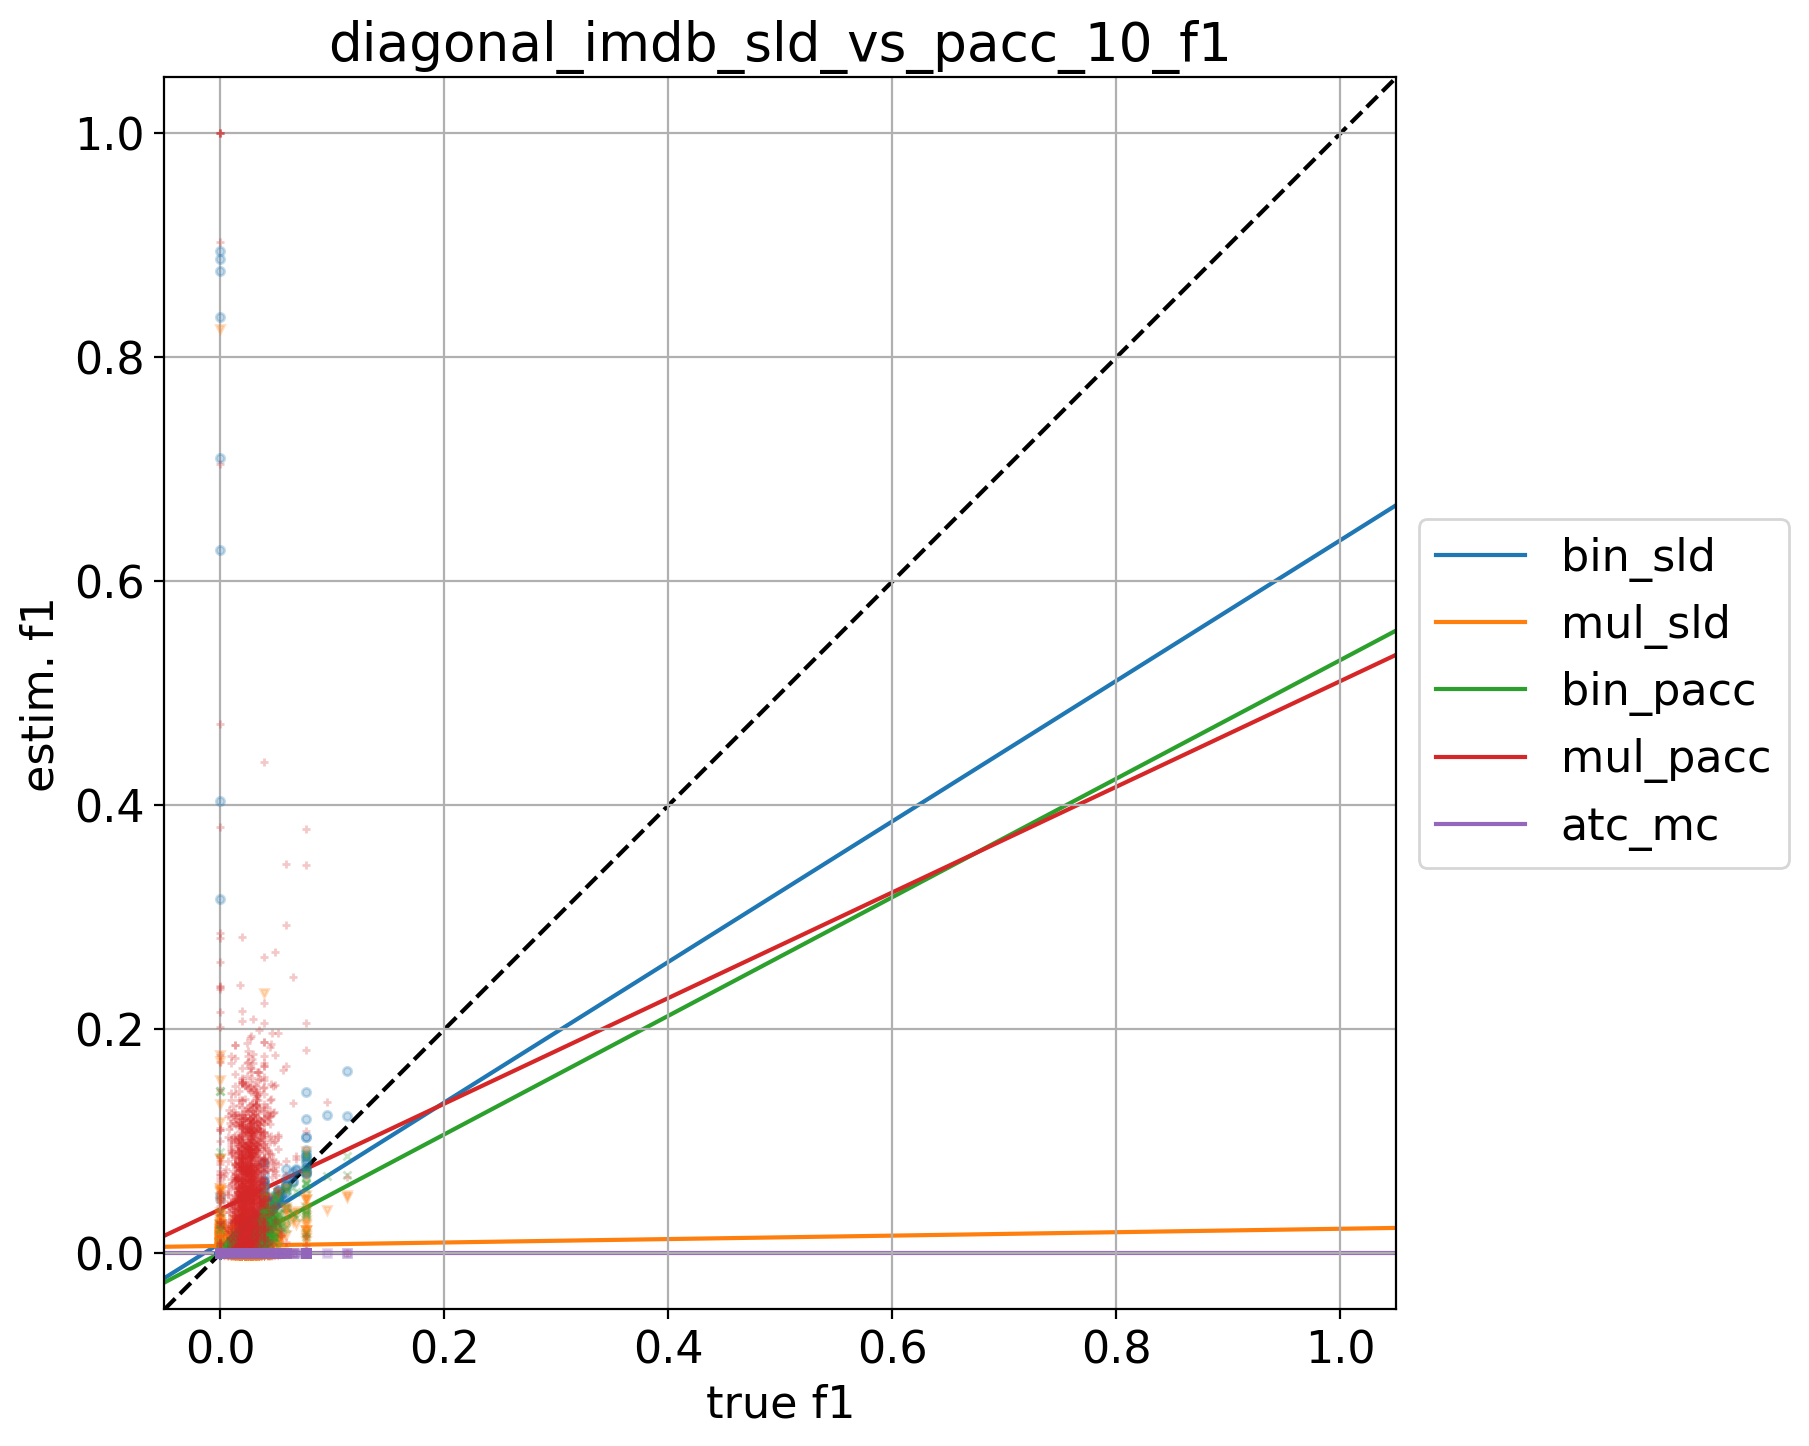 diagonal_imdb_sld_vs_pacc_10_f1
1.0
0.8
0.6
0.4
0.2
0.0
estim. f1
0.0 0.2 0.4 0.6 0.8 1.0
true f1
bin_sld
mul_sld
bin_pacc
mul_pacc
atc_mc